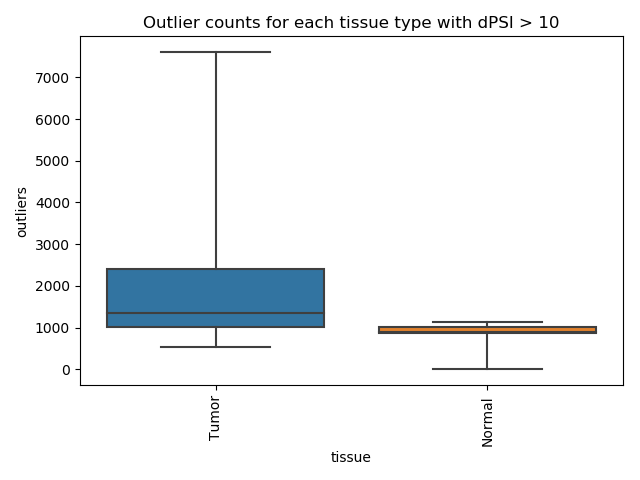 Outlier counts for each tissue type with dPSI > 10
outliers
7000
6000
5000
4000
3000
2000
1000
0
Tumor
Normal
tissue